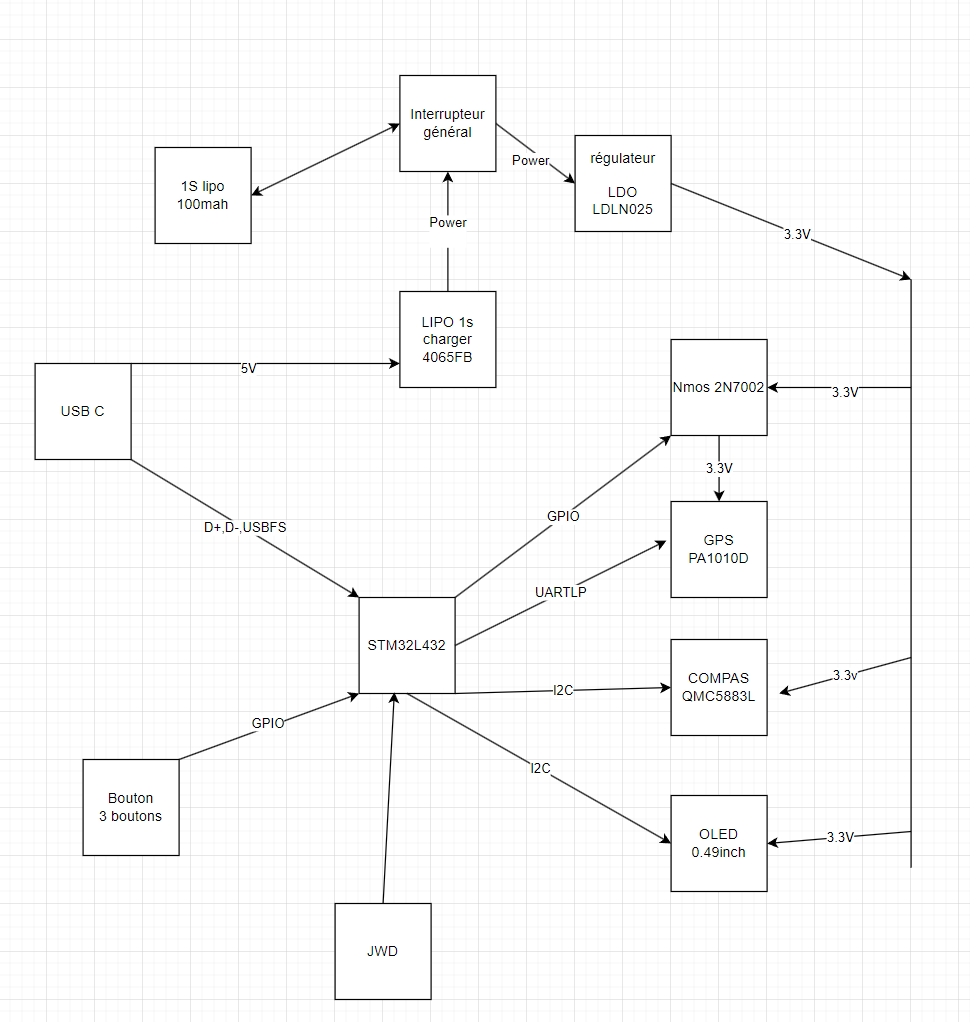 Interrupteur
général
1S lipo
100mah
Power
régulateur
LDO
LDLN025
Power
3.3V
LIPO 1s
charger
4065FB
5V
USB C
Nmos 2N7002
3.3V
3.3V
D+,D-,USBFS
GPIO
GPS
PA1010D
UARTLP
STM32L432
COMPAS
QMC5883L
3.3v
I2C
GPIO
I2C
Bouton
3 boutons
OLED
0.49inch
3.3V
JWD